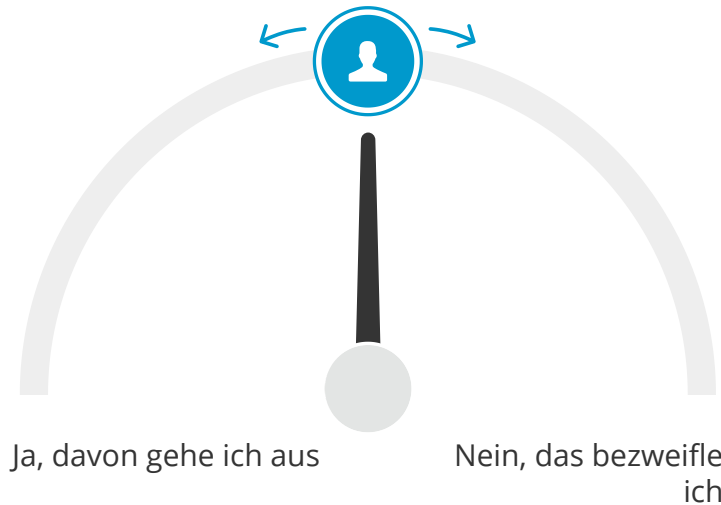 Ja, davon gehe ich aus
Nein, das bezweifle
ich